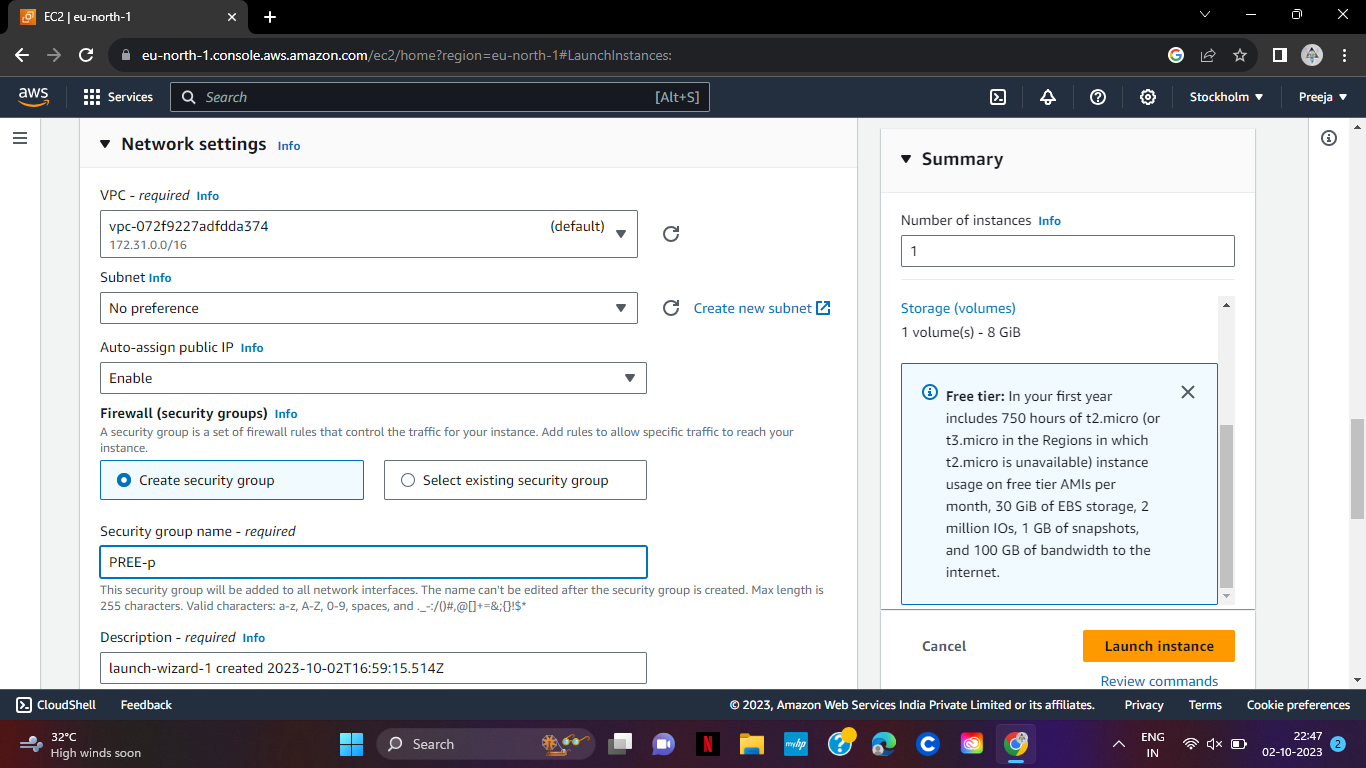 EC2 | eu-north-1
eu-north-1.console.aws.amazon.com/ec2/home?region=eu-north-1#LaunchInstances:
aws
Services
Search
[Alt+S]
Stockholm
Preeja
Network settings Info
VPC - required Info
vpc-072f9227adfdda374 (default)
172.31.0.0/16
Subnet Info
No preference
Create new subnet
Auto-assign public IP Info
Enable
Firewall (security groups) Info
A security group is a set of firewall rules that control the traffic for your instance. Add rules to allow specific traffic to reach your
instance.
Create security group
Select existing security group
Security group name - required
PREE-p
This security group will be added to all network interfaces. The name can't be edited after the security group is created. Max length is
255 characters. Valid characters: a-z, A-Z, 0-9, spaces, and ._-:/()#,@[]+=&;{}!$*
Description - required Info
launch-wizard-1 created 2023-10-02T16:59:15.514Z
Summary
Number of instances Info
1
Storage (volumes)
1 volume(s) - 8 GiB
Free tier: In your first year
includes 750 hours of t2.micro (or
t3.micro in the Regions in which
t2.micro is unavailable) instance
usage on free tier AMIs per
month, 30 GiB of EBS storage, 2
million IOs, 1 GB of snapshots,
and 100 GB of bandwidth to the
internet.
Cancel
Launch instance
Review commands
CloudShell
Feedback
© 2023, Amazon Web Services India Private Limited or its affiliates.
Privacy
Terms
Cookie preferences
32°C
High winds soon
Search
N
myhp
ENG
IN
22:47
02-10-2023
2